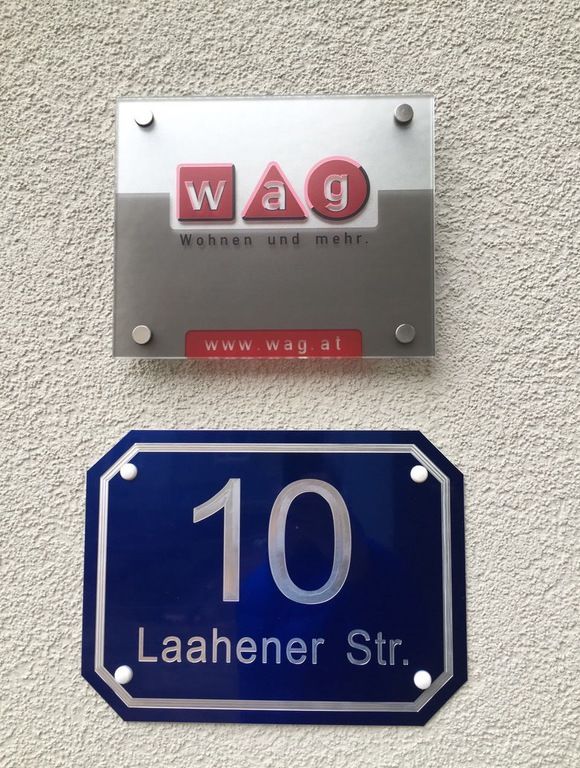 wag
Wohnen und mehr.
www.wag.at
10
Laahener Str.